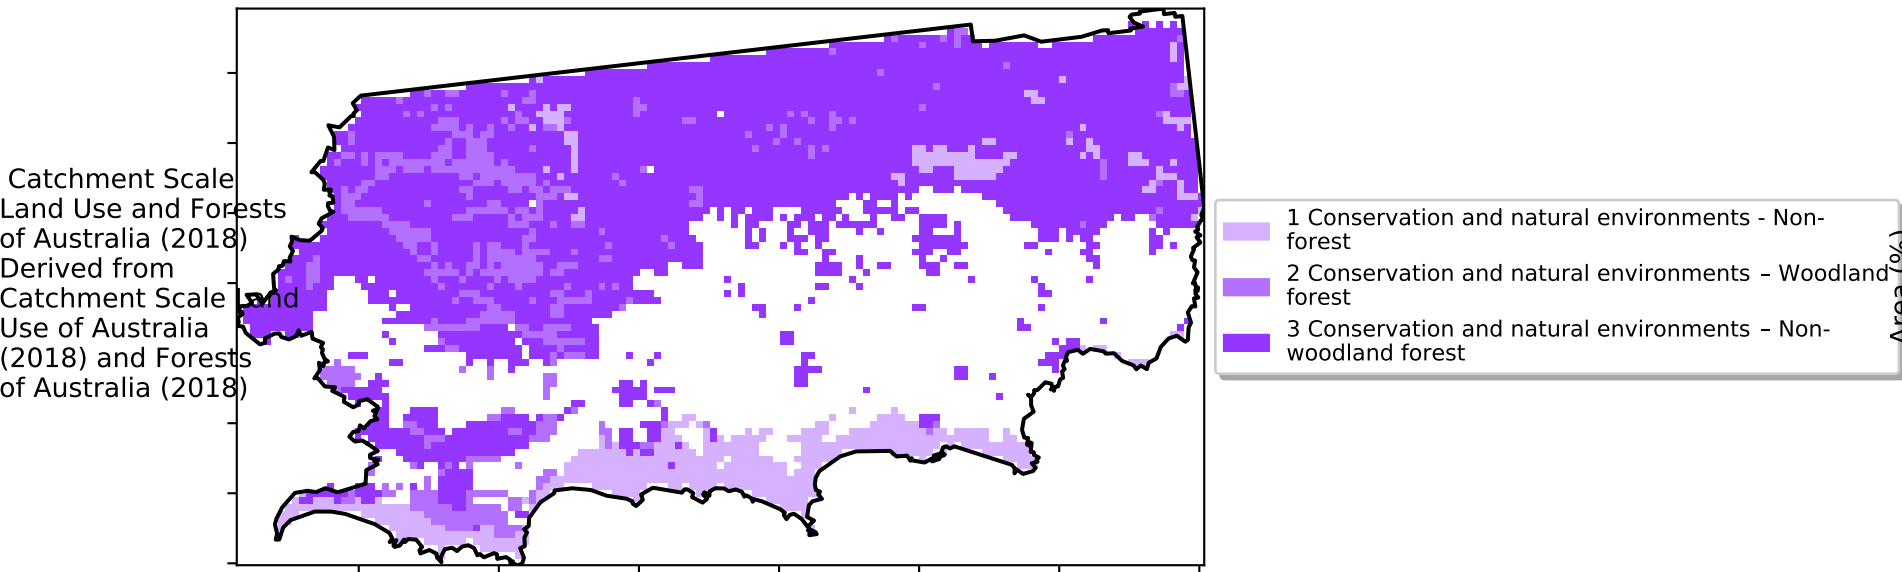 Catchment Scale
Land Use and Forests
of Australia (2018)
Derived from
Catchment Scale Land
Use of Australia
(2018) and Forests
of Australia (2018)
1 Conservation and natural environments - Non-
forest
2 Conservation and natural environments – Woodland
forest
3 Conservation and natural environments – Non-
woodland forest